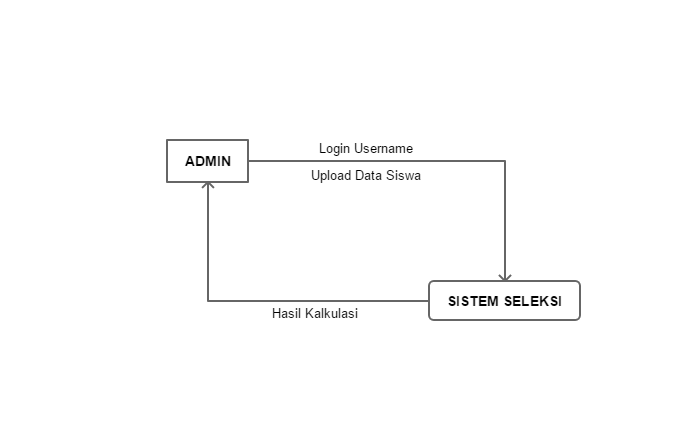 Login Username
ADMIN
Upload Data Siswa
SISTEM SELEKSI
Hasil Kalkulasi